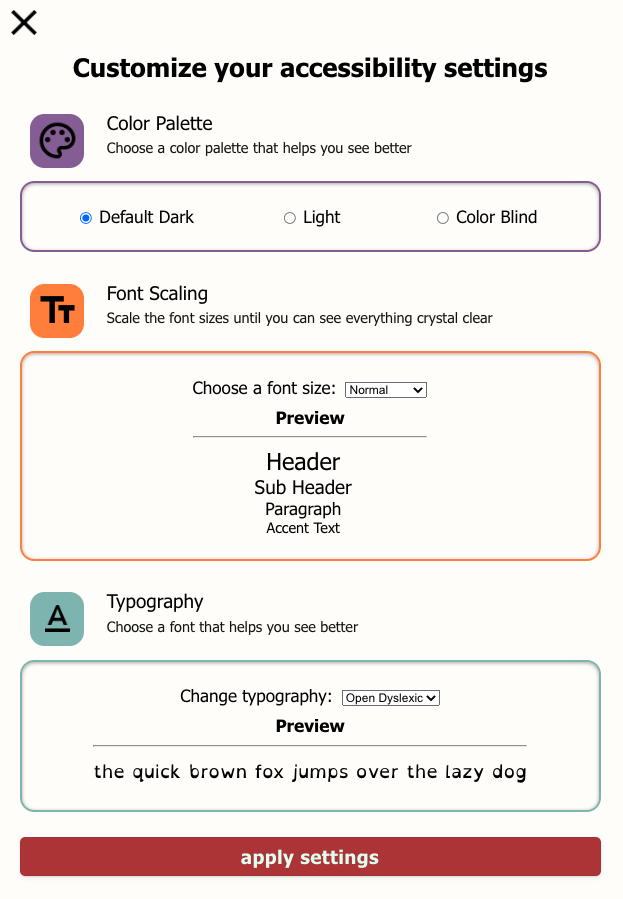 Customize your accessibility settings
Color Palette
Choose a color palette that helps you see better
Default Dark Light Color Blind
TT
Font Scaling
Scale the font sizes until you can see everything crystal clear
Choose a font size: Normal
Preview
Header
Sub Header
Paragraph
Accent Text
A
Typography
Choose a font that helps you see better
Change typography: Open Dyslexic
Preview
the quick brown fox jumps over the lazy dog
apply settings